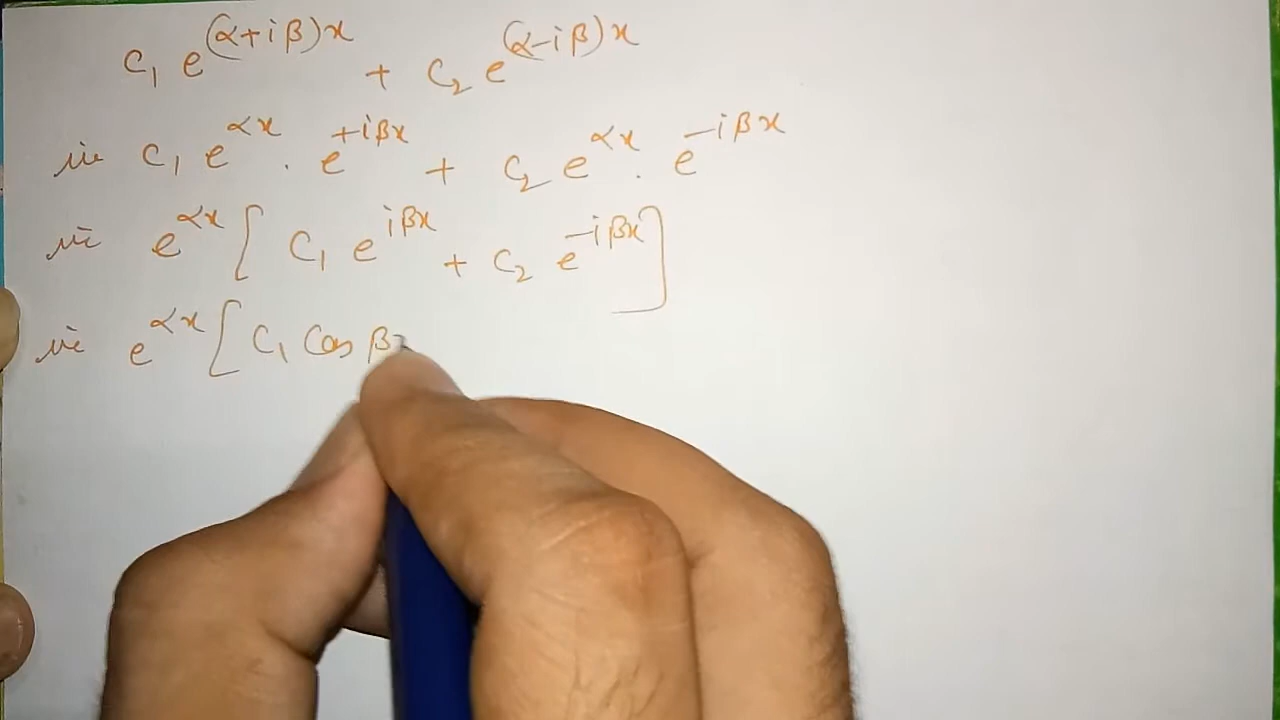 c₁ e^(α+iβ)x + c₂ e^(α-iβ)x
ie c₁ e^αx . e^+iβx + c₂ e^αx . e^-iβx
ie e^αx [ c₁ e^iβx + c₂ e^-iβx ]
ie e^αx [ c₁ Cos β